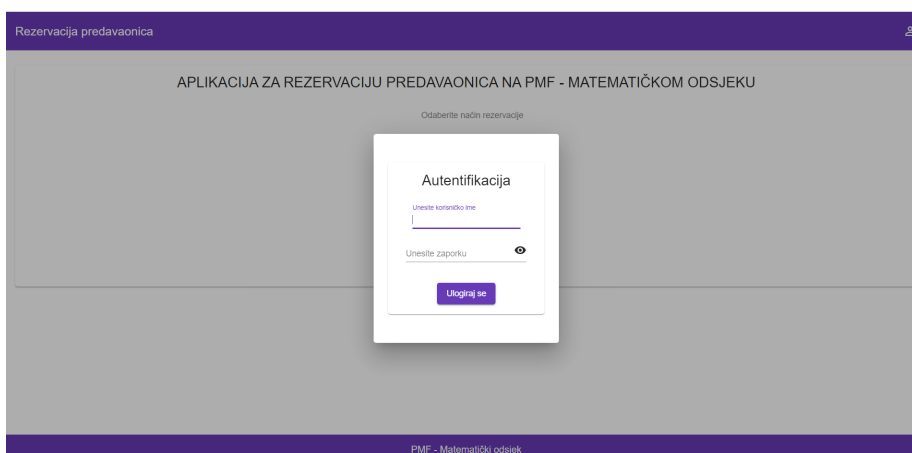 Rezervacija predavaonica
APLIKACIJA ZA REZERVACIJU PREDAVAONICA NA PMF - MATEMATIČKOM ODSJEKU
Odaberite način rezervacije
Autentifikacija
Unesite korisničko ime
Unesite zaporku
Ulogiraj se
PMF - Matematički odsjek